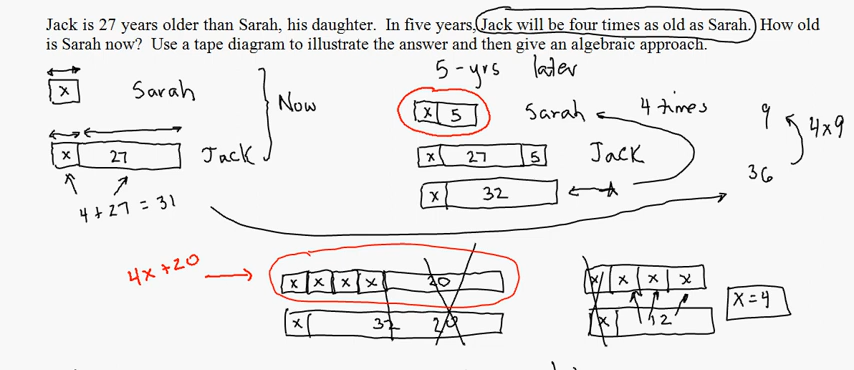 Jack is 27 years older than Sarah, his daughter. In five years, Jack will be four times as old as Sarah. How old
is Sarah now? Use a tape diagram to illustrate the answer and then give an algebraic approach.
5-yrs later
x Sarah
Now
x 5 Sarah 4 times
9
4x9
x 27 Jack
x 27 5 Jack
36
x 32
4+27=31
4x+20
x x x x 20
x x x x
x 32 20
x 12
x=4